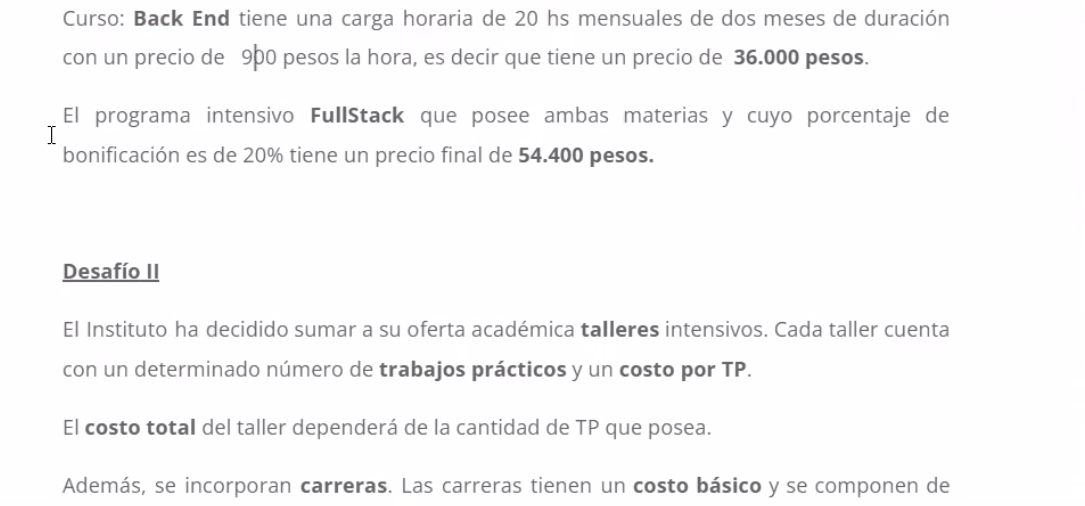 Curso: Back End tiene una carga horaria de 20 hs mensuales de dos meses de duración
con un precio de 900 pesos la hora, es decir que tiene un precio de 36.000 pesos.
El programa intensivo FullStack que posee ambas materias y cuyo porcentaje de
bonificación es de 20% tiene un precio final de 54.400 pesos.
Desafío II
El Instituto ha decidido sumar a su oferta académica talleres intensivos. Cada taller cuenta
con un determinado número de trabajos prácticos y un costo por TP.
El costo total del taller dependerá de la cantidad de TP que posea.
Además, se incorporan carreras. Las carreras tienen un costo básico y se componen de